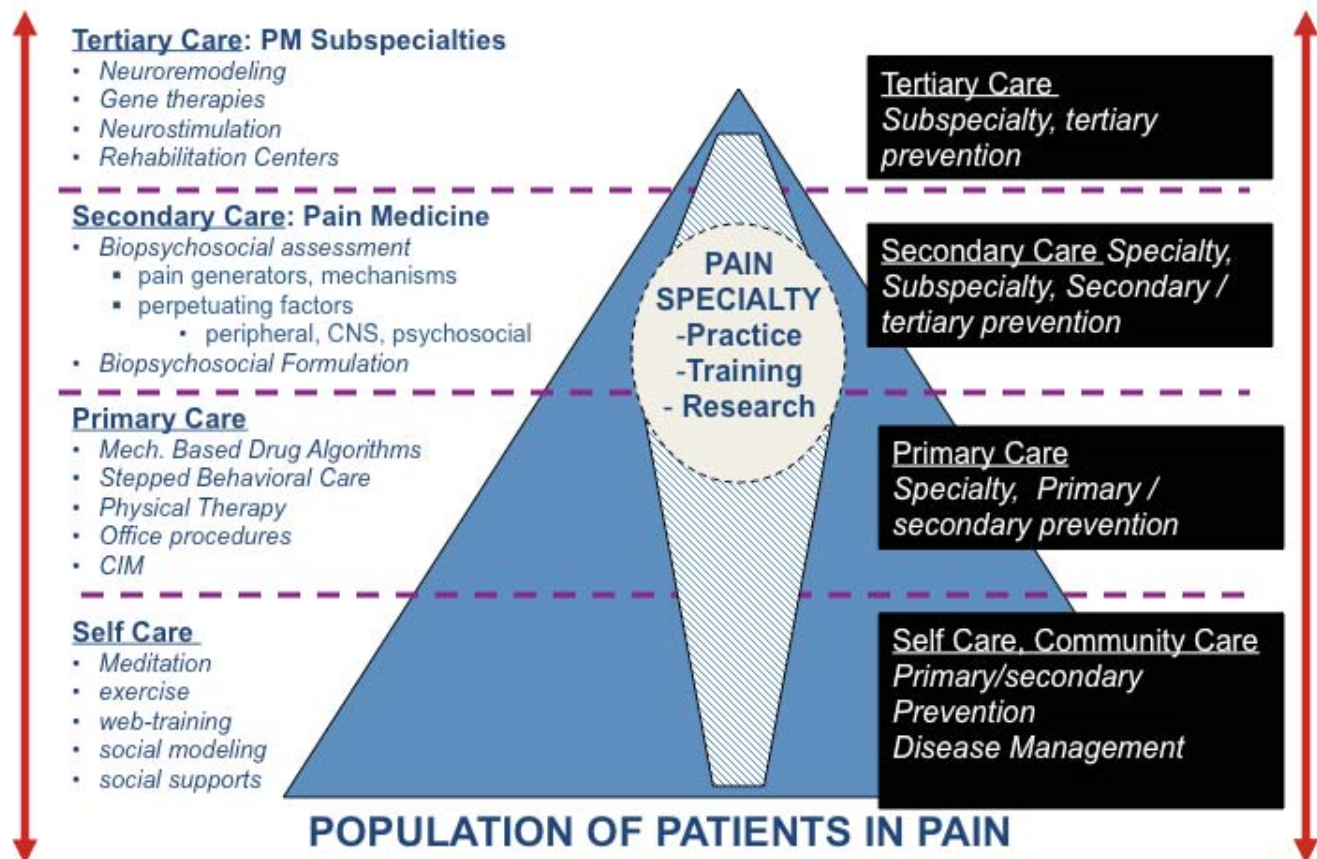 Tertiary Care: PM Subspecialties
• Neuroremodeling
• Gene therapies
• Neurostimulation
• Rehabilitation Centers
Secondary Care: Pain Medicine
• Biopsychosocial assessment
▪ pain generators, mechanisms
▪ perpetuating factors
• peripheral, CNS, psychosocial
• Biopsychosocial Formulation
Primary Care
• Mech. Based Drug Algorithms
• Stepped Behavioral Care
• Physical Therapy
• Office procedures
• CIM
Self Care
• Meditation
• exercise
• web-training
• social modeling
• social supports
PAIN
SPECIALTY
-Practice
-Training
- Research
Tertiary Care
Subspecialty, tertiary
prevention
Secondary Care Specialty,
Subspecialty, Secondary /
tertiary prevention
Primary Care
Specialty, Primary /
secondary prevention
Self Care, Community Care
Primary/secondary
Prevention
Disease Management
POPULATION OF PATIENTS IN PAIN